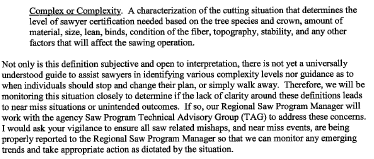 Complex or Complexity. A characterization of the cutting situation that determines the
level of sawyer certification needed based on the tree species and crown, amount of
material, size, lean, binds, condition of the fiber, topography, stability, and any other
factors that will affect the sawing operation.
Not only is this definition subjective and open to interpretation, there is not yet a universally
understood guide to assist sawyers in identifying various complexity levels nor guidance as to
when individuals should stop and change their plan, or simply walk away. Therefore, we will be
monitoring this situation closely to determine if the lack of clarity around these definitions leads
to near miss situations or unintended outcomes. If so, our Regional Saw Program Manager will
work with the agency Saw Program Technical Advisory Group (TAG) to address these concerns.
I would ask your vigilance to ensure all saw related mishaps, and near miss events, are being
properly reported to the Regional Saw Program Manager so that we can monitor any emerging
trends and take appropriate action as dictated by the situation.